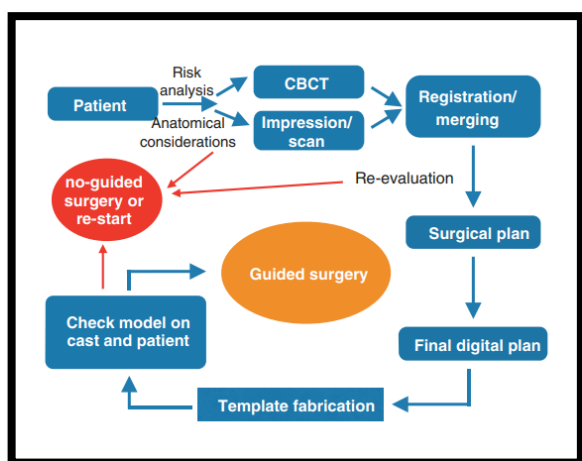 Risk
analysis
Patient
Anatomical
considerations
CBCT
Impression/
scan
Registration/
merging
no-guided
surgery or
re-start
Re-evaluation
Surgical plan
Guided surgery
Check model on
cast and patient
Final digital plan
Template fabrication